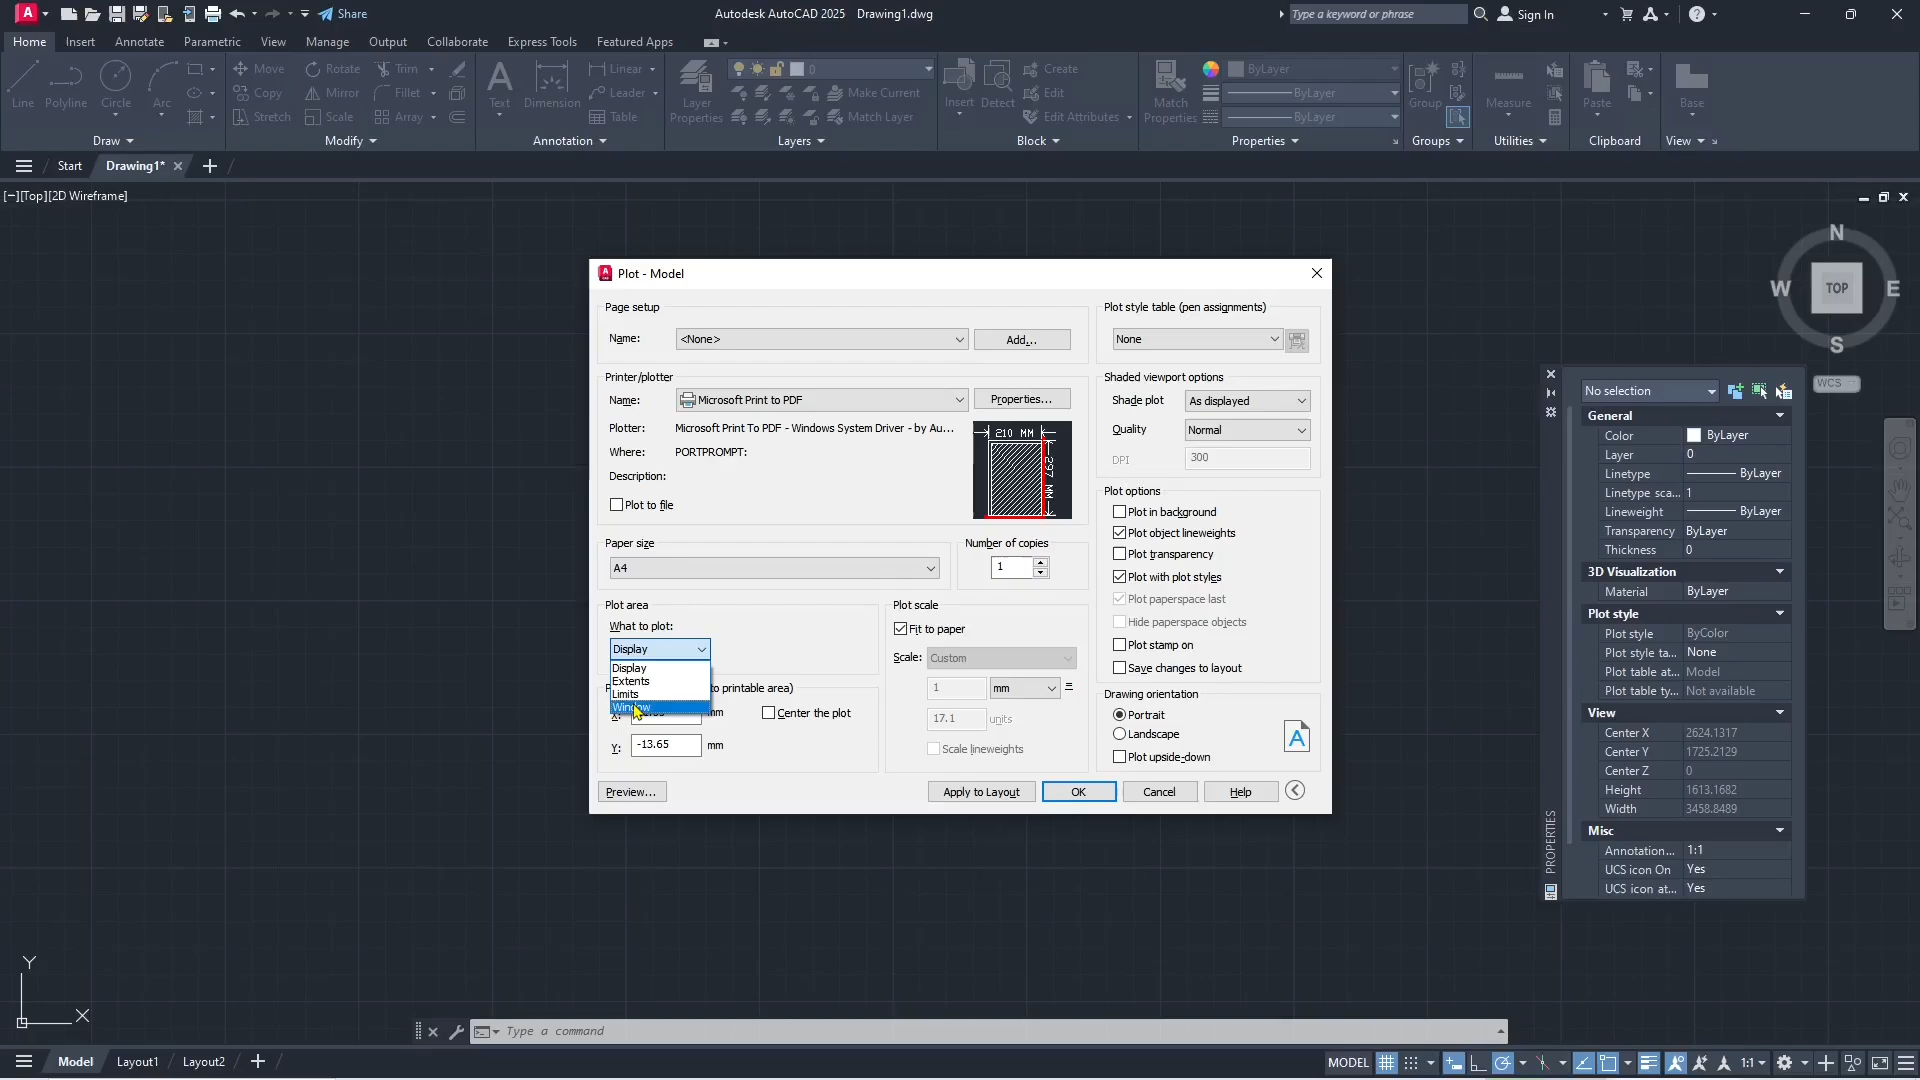 Share
Autodesk AutoCAD 2025 Drawing1.dwg
Type a keyword or phrase
Sign In
Home Insert Annotate Parametric View Manage Output Collaborate Express Tools Featured Apps
Line Polyline Circle Arc
Move Rotate Trim
Copy Mirror Fillet
Stretch Scale Array
Text Dimension
Linear
Leader
Table
Layer Properties
0
Make Current
Match Layer
Insert Detect
Create
Edit
Edit Attributes
Match Properties
ByLayer
ByLayer
ByLayer
Group
Measure
Paste
Base
Draw Modify Annotation Layers Block Properties Groups Utilities Clipboard View
Start Drawing1*
[−][Top][2D Wireframe]
N
W TOP E
S
WCS
Plot - Model
Page setup
Name: <None> Add...
Printer/plotter
Name: Microsoft Print to PDF Properties...
Plotter: Microsoft Print To PDF - Windows System Driver - by Au...
Where: PORTPROMPT:
Description:
Plot to file
210 MM
297 MM
Paper size
A4
Number of copies
1
Plot area
What to plot:
Display
Display
Extents
Limits
Window
to printable area)
X: mm
Center the plot
Y: -13.65 mm
Plot scale
Fit to paper
Scale: Custom
1 mm =
17.1 units
Scale lineweights
Plot style table (pen assignments)
None
Shaded viewport options
Shade plot As displayed
Quality Normal
DPI 300
Plot options
Plot in background
Plot object lineweights
Plot transparency
Plot with plot styles
Plot paperspace last
Hide paperspace objects
Plot stamp on
Save changes to layout
Drawing orientation
Portrait
Landscape
Plot upside-down
A
Preview... Apply to Layout OK Cancel Help
No selection
General
Color ByLayer
Layer 0
Linetype ByLayer
Linetype sca... 1
Lineweight ByLayer
Transparency ByLayer
Thickness 0
3D Visualization
Material ByLayer
Plot style
Plot style ByColor
Plot style ta... None
Plot table at... Model
Plot table ty... Not available
View
Center X 2624.1317
Center Y 1725.2129
Center Z 0
Height 1613.1682
Width 3458.8489
Misc
Annotation... 1:1
UCS icon On Yes
UCS icon at... Yes
PROPERTIES
Y
X
Type a command
Model Layout1 Layout2
MODEL 1:1